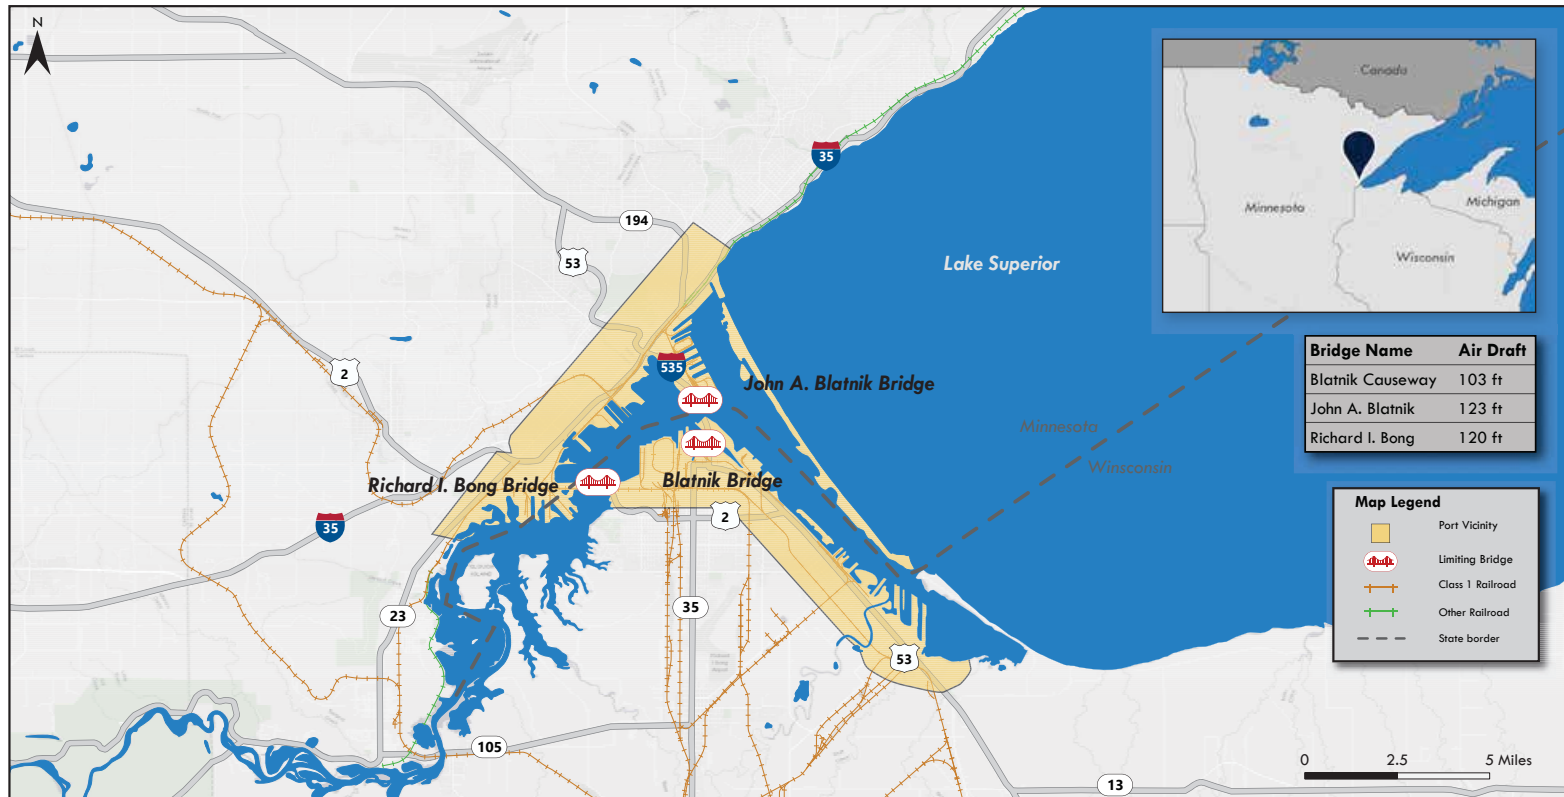 N
Canada
Minnesota
Michigan
Wisconsin
35
194
53
Lake Superior
Bridge Name Air Draft
Blatnik Causeway 103 ft
John A. Blatnik 123 ft
Richard I. Bong 120 ft
535
2
John A. Blatnik Bridge
Minnesota
Winsconsin
Richard I. Bong Bridge
Blatnik Bridge
35
2
Map Legend
Port Vicinity
Limiting Bridge
Class 1 Railroad
Other Railroad
State border
23
35
53
105
0 2.5 5 Miles
13